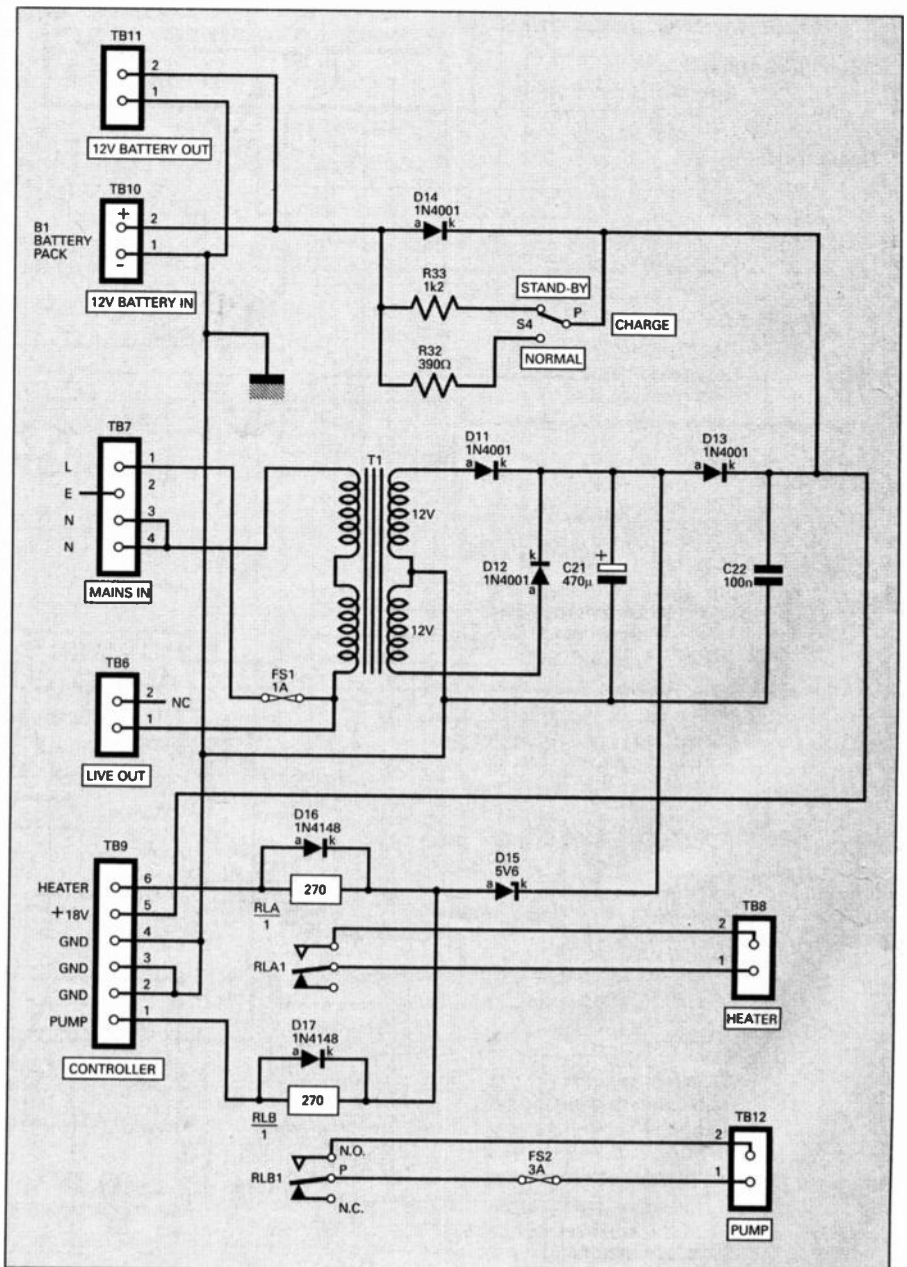 TB11
2
1
12V BATTERY OUT
TB10
B1
BATTERY
PACK
+
2
1
-
12V BATTERY IN
D14
1N4001
a k
R33
1k2
STAND-BY
P
S4
CHARGE
NORMAL
R32
390Ω
TB7
L 1
E 2
N 3
N 4
MAINS IN
T1
12V
12V
D11
1N4001
a k
D13
1N4001
a k
D12
1N4001
k
a
+
C21
470µ
C22
100n
FS1
1A
TB6
2 NC
1
LIVE OUT
TB9
HEATER 6
+18V 5
GND 4
GND 3
GND 2
PUMP 1
CONTROLLER
D16
1N4148
a k
270
RLA
1
D15
5V6
a k
RLA1
TB8
2
1
HEATER
D17
1N4148
a k
270
RLB
1
RLB1
N.O.
P
N.C.
FS2
3A
TB12
2
1
PUMP